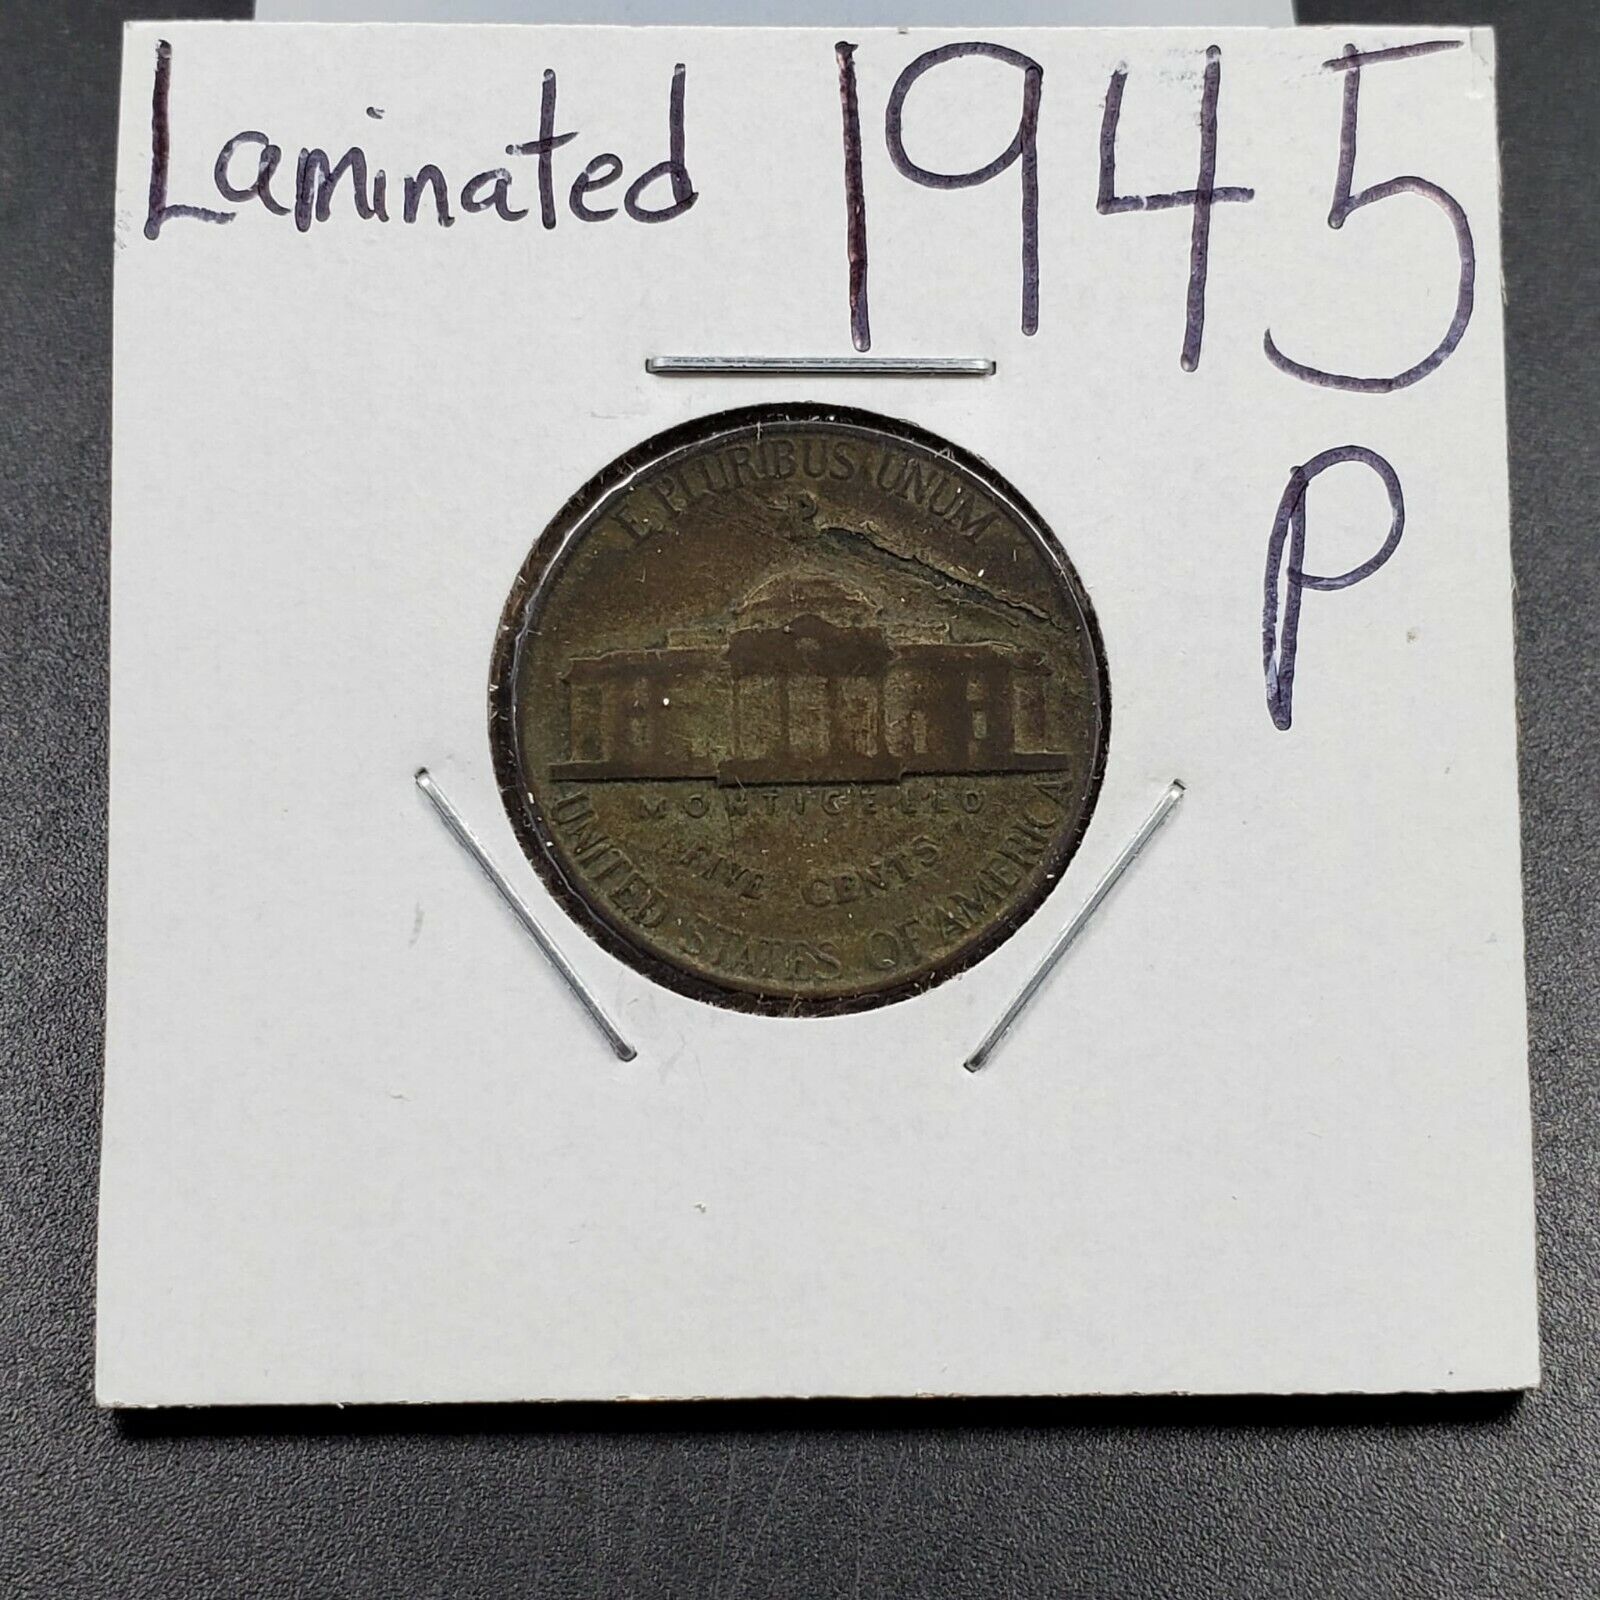 Laminated 1945
P
E PLURIBUS UNUM
P
MONTICELLO
FIVE CENTS
UNITED STATES OF AMERICA